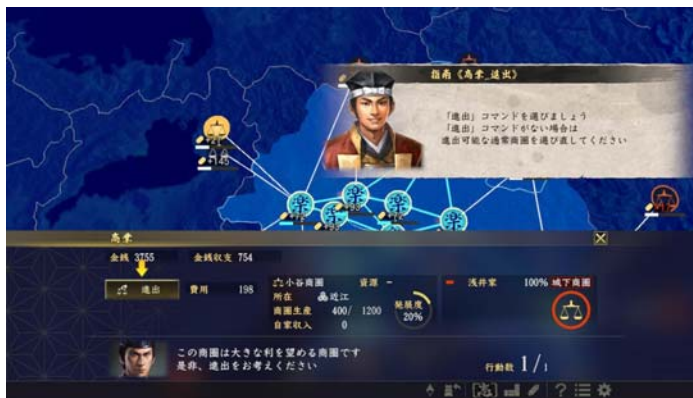 指南《商業_進出》
「進出」コマンドを選びましょう
「進出」コマンドがない場合は
進出可能な通常商圏を選び直してください
+145
楽
楽
楽
楽
商業
金銭 3755 金銭収支 754
進出 費用 198
小谷商圏 資源 -
所在 近江
商圏生産 400/ 1200
自家収入 0
発展度
20%
浅井家 100% 城下商圏
この商圏は大きな利を望める商圏です
是非、進出をお考えください
行動数 1/1